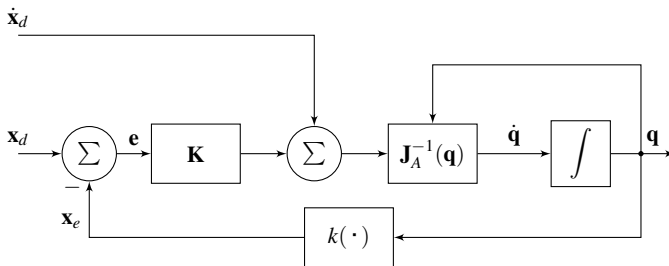 ẋ_d
x_d
∑
−
e
K
∑
J_A^{-1}(q)
q̇
∫
q
x_e
k(·)